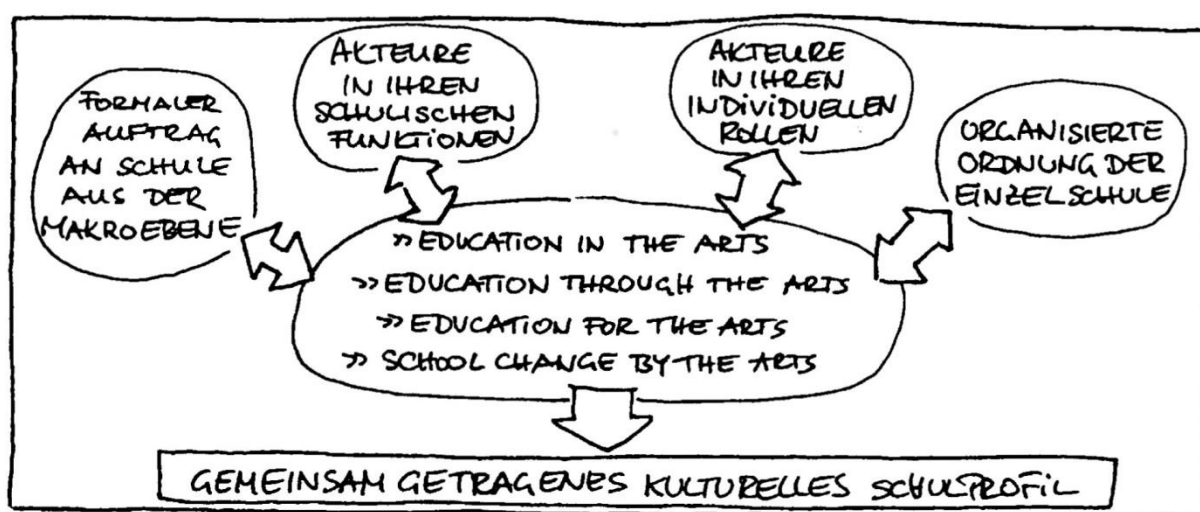 FORMALER
AUFTRAG
AN SCHULE
AUS DER
MAKROEBENE
AKTEURE
IN IHREN
SCHULISCHEN
FUNKTIONEN
AKTEURE
IN IHREN
INDIVIDUELLEN
ROLLEN
ORGANISIERTE
ORDNUNG DER
EINZELSCHULE
» EDUCATION IN THE ARTS
» EDUCATION THROUGH THE ARTS
» EDUCATION FOR THE ARTS
» SCHOOL CHANGE BY THE ARTS
GEMEINSAM GETRAGENES KULTURELLES SCHULPROFIL